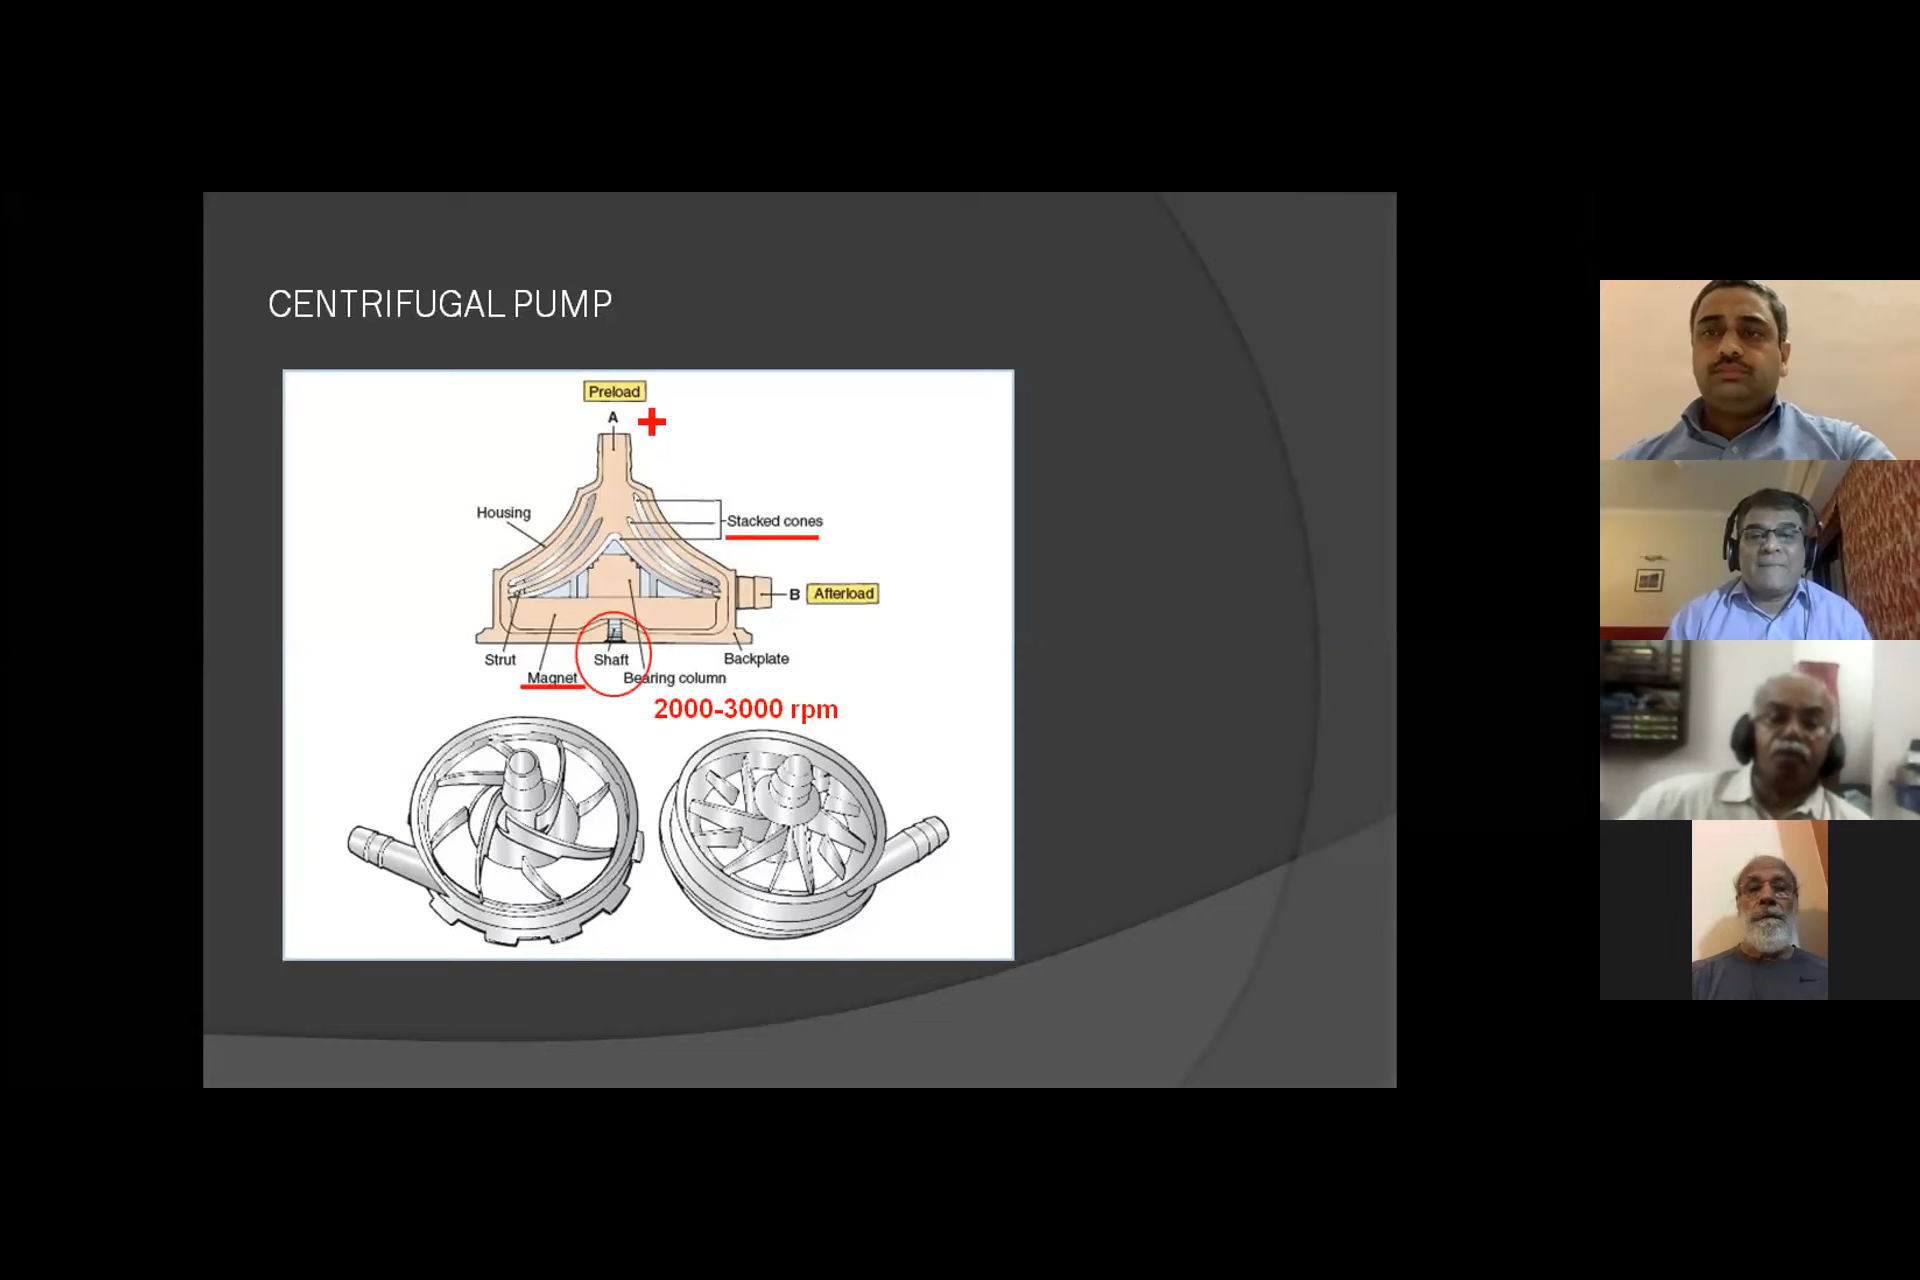 CENTRIFUGAL PUMP
Preload
A
Housing
Stacked cones
B
Afterload
Strut
Shaft
Backplate
Magnet
Bearing column
2000-3000 rpm